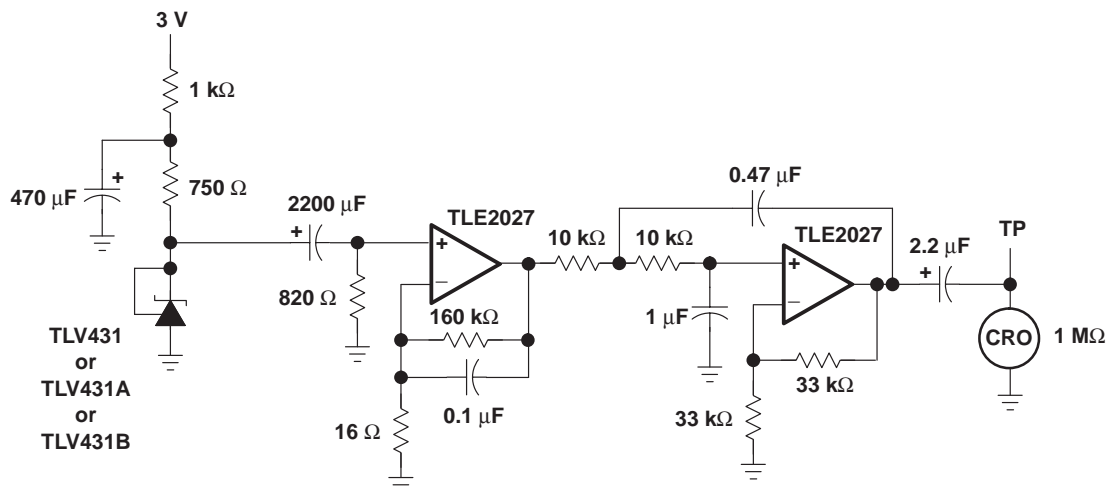 3 V
1 kΩ
470 μF
+
750 Ω
2200 μF
+
820 Ω
TLV431
or
TLV431A
or
TLV431B
TLE2027
+
−
160 kΩ
0.1 μF
16 Ω
10 kΩ
10 kΩ
0.47 μF
1 μF
TLE2027
+
−
33 kΩ
33 kΩ
2.2 μF
+
TP
CRO
1 MΩ